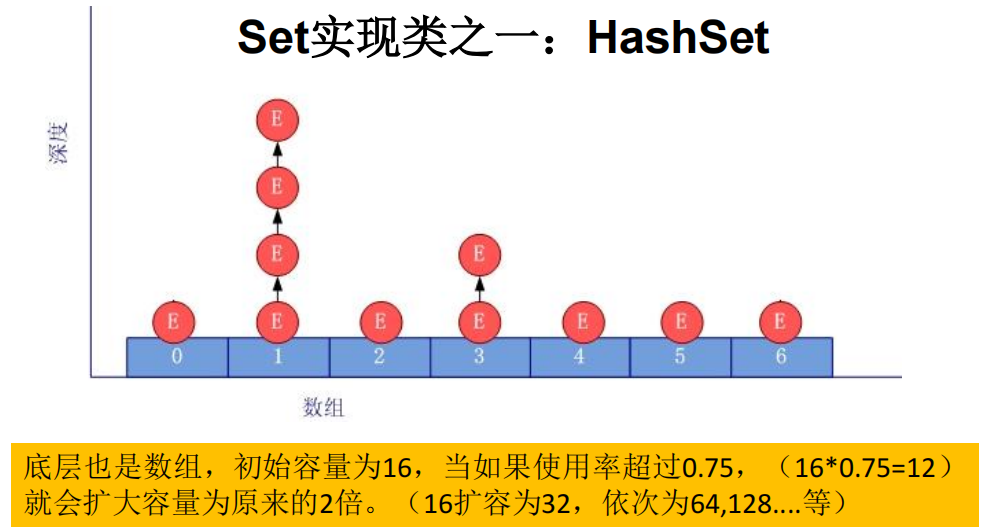 Set实现类之一：HashSet
深度
E
E
E
E
E
E
E
E
E
E
E
0 1 2 3 4 5 6
数组
底层也是数组，初始容量为16，当如果使用率超过0.75，（16*0.75=12）
就会扩大容量为原来的2倍。（16扩容为32，依次为64,128....等）